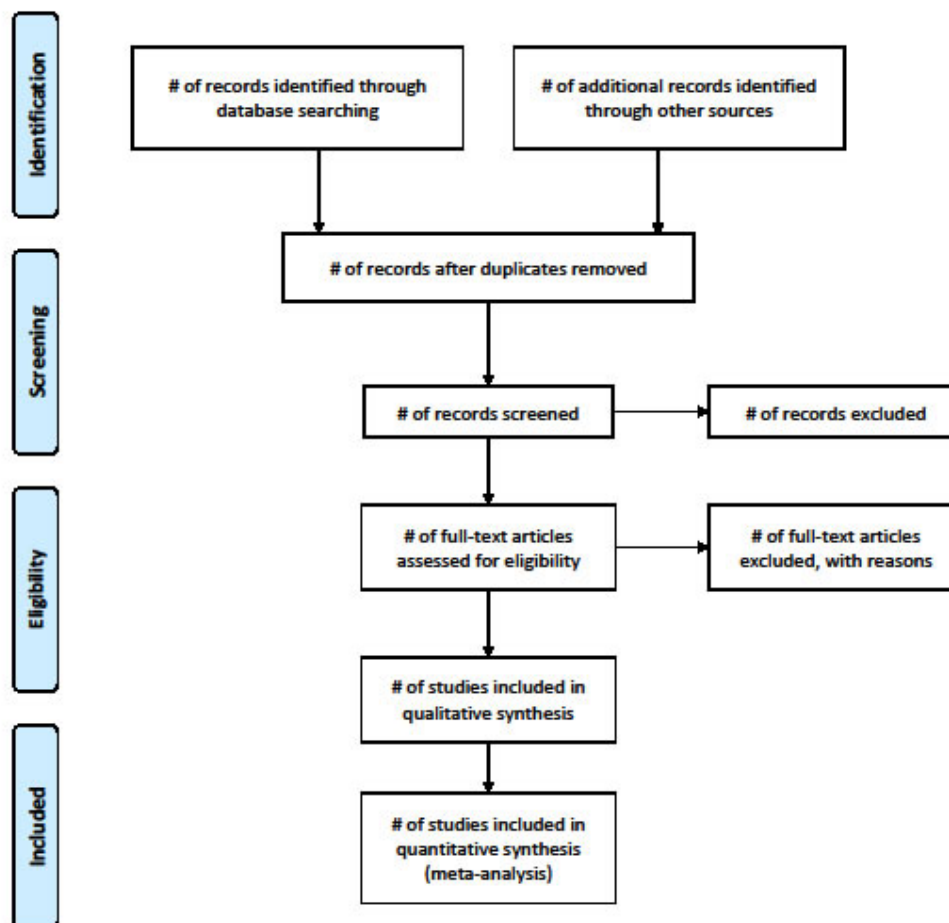 Identification
# of records identified through
database searching
# of additional records identified
through other sources
Screening
# of records after duplicates removed
# of records screened
# of records excluded
Eligibility
# of full-text articles
assessed for eligibility
# of full-text articles
excluded, with reasons
# of studies included in
qualitative synthesis
Included
# of studies included in
quantitative synthesis
(meta-analysis)